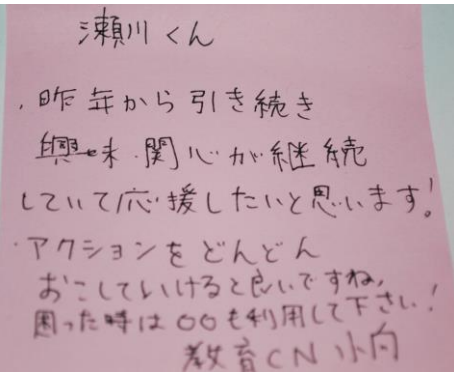 瀬川くん
・昨年から引き続き
興味・関心が継続
していて応援したいと思います!
・アクションをどんどん
おこしていけると良いですね。
困った時は○○も利用して下さい!
教育CN 小向